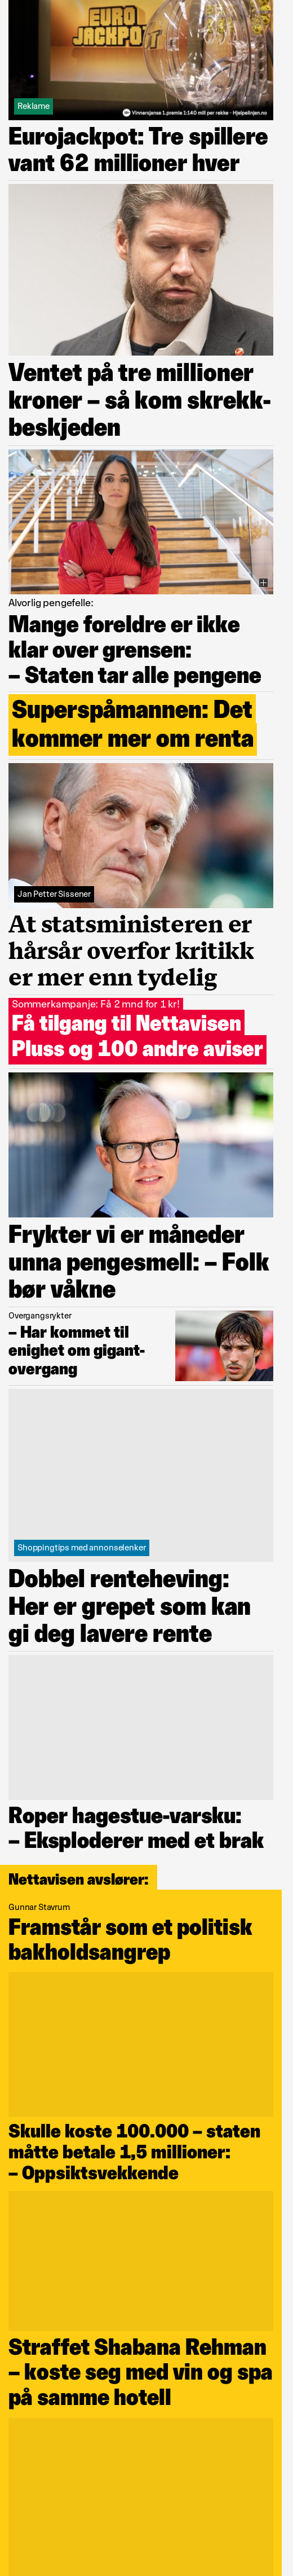 EURO
JACKPOT
Reklame
Vinnersjanse 1.premie 1:140 mill per rekke - Hjelpelinjen.no
Eurojackpot: Tre spillere
vant 62 millioner hver
Ventet på tre millioner
kroner – så kom skrekk-
beskjeden
Alvorlig pengefelle:
Mange foreldre er ikke
klar over grensen:
– Staten tar alle pengene
Superspåmannen: Det
kommer mer om renta
Jan Petter Sissener
At statsministeren er
hårsår overfor kritikk
er mer enn tydelig
Sommerkampanje: Få 2 mnd for 1 kr!
Få tilgang til Nettavisen
Pluss og 100 andre aviser
Frykter vi er måneder
unna pengesmell: – Folk
bør våkne
Overgangsrykter
– Har kommet til
enighet om gigant-
overgang
Shoppingtips med annonselenker
Dobbel renteheving:
Her er grepet som kan
gi deg lavere rente
Roper hagestue-varsku:
– Eksploderer med et brak
Nettavisen avslører:
Gunnar Stavrum
Framstår som et politisk
bakholdsangrep
Skulle koste 100.000 – staten
måtte betale 1,5 millioner:
– Oppsiktsvekkende
Straffet Shabana Rehman
– koste seg med vin og spa
på samme hotell